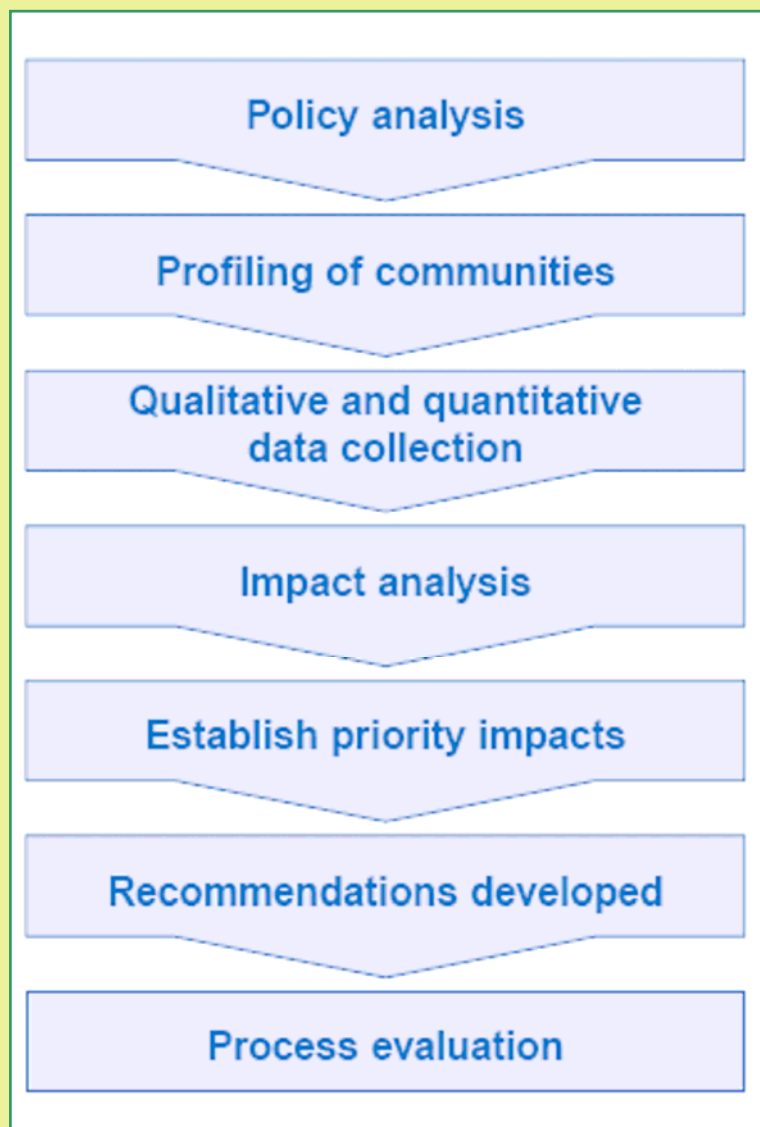 Policy analysis
Profiling of communities
Qualitative and quantitative
data collection
Impact analysis
Establish priority impacts
Recommendations developed
Process evaluation